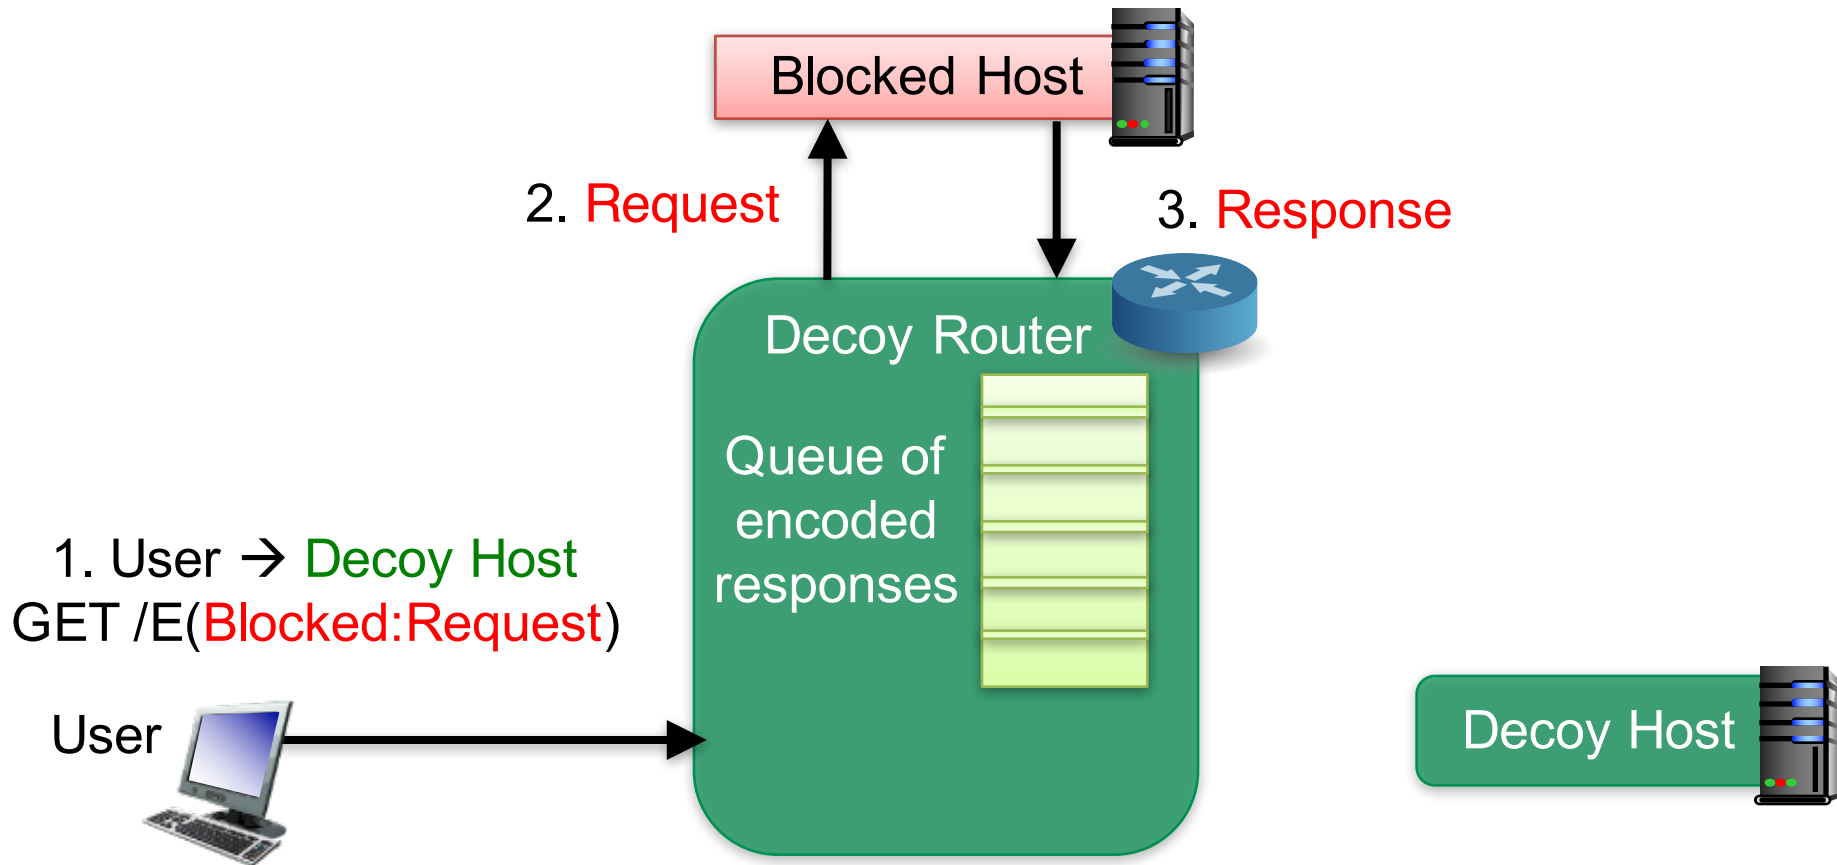 Blocked Host
2. Request
3. Response
Decoy Router
Queue of
encoded
responses
1. User → Decoy Host
GET /E(Blocked:Request)
User
Decoy Host